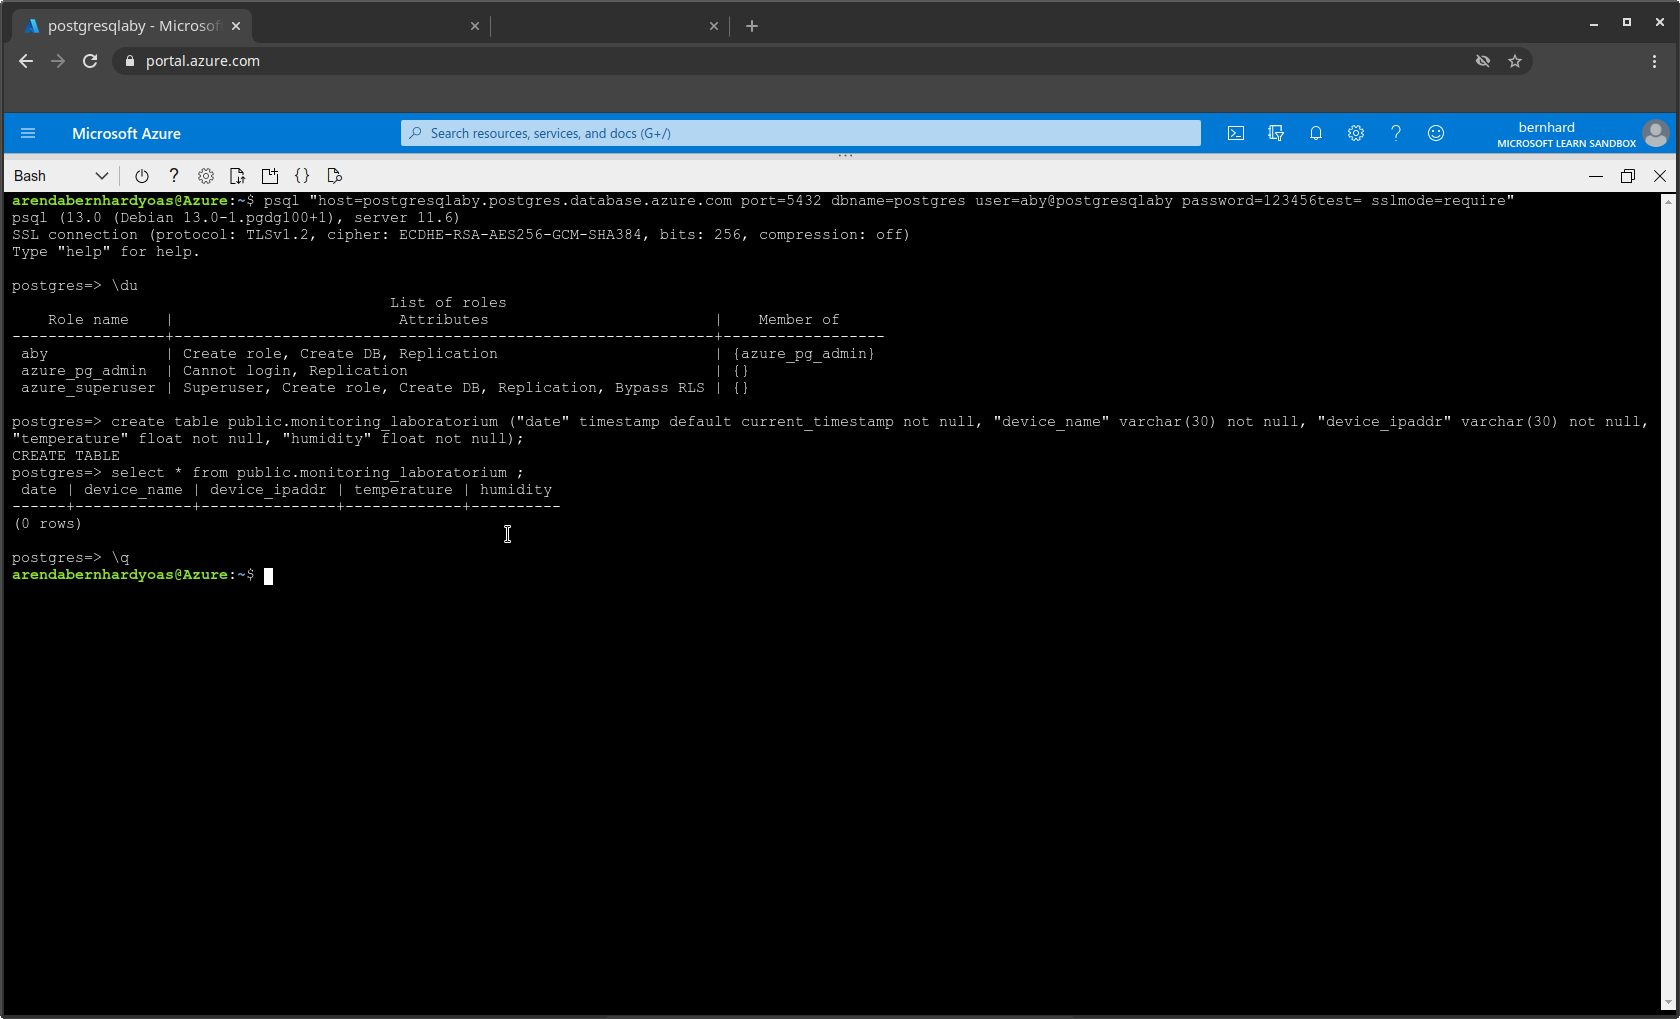 postgresqlaby - Microsof
portal.azure.com
Microsoft Azure
Search resources, services, and docs (G+/)
bernhard
MICROSOFT LEARN SANDBOX
Bash
arendabernhardyoas@Azure:~$ psql "host=postgresqlaby.postgres.database.azure.com port=5432 dbname=postgres user=aby@postgresqlaby password=123456test= sslmode=require"
psql (13.0 (Debian 13.0-1.pgdg100+1), server 11.6)
SSL connection (protocol: TLSv1.2, cipher: ECDHE-RSA-AES256-GCM-SHA384, bits: 256, compression: off)
Type "help" for help.
postgres=> \du
List of roles
Role name | Attributes | Member of
-----------------+------------------------------------------------------------+------------------
aby | Create role, Create DB, Replication | {azure_pg_admin}
azure_pg_admin | Cannot login, Replication | {}
azure_superuser | Superuser, Create role, Create DB, Replication, Bypass RLS | {}
postgres=> create table public.monitoring_laboratorium ("date" timestamp default current_timestamp not null, "device_name" varchar(30) not null, "device_ipaddr" varchar(30) not null,
"temperature" float not null, "humidity" float not null);
CREATE TABLE
postgres=> select * from public.monitoring_laboratorium ;
date | device_name | device_ipaddr | temperature | humidity
------+-------------+---------------+-------------+----------
(0 rows)
postgres=> \q
arendabernhardyoas@Azure:~$